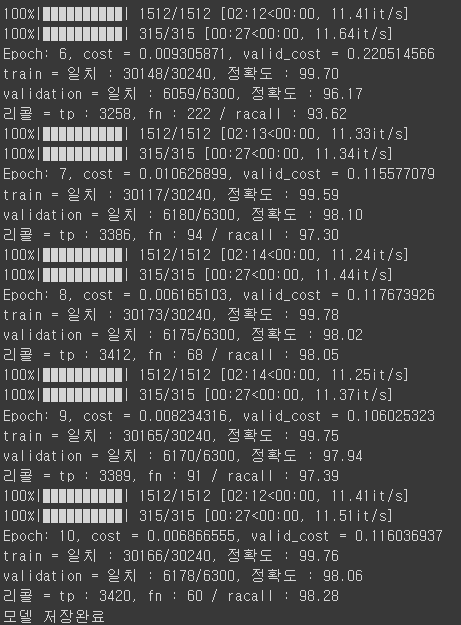 100%|██████████| 1512/1512 [02:12<00:00, 11.41it/s]
100%|██████████| 315/315 [00:27<00:00, 11.64it/s]
Epoch: 6, cost = 0.009305871, valid_cost = 0.220514566
train = 일치 : 30148/30240, 정확도 : 99.70
validation = 일치 : 6059/6300, 정확도 : 96.17
리콜 = tp : 3258, fn : 222 / racall : 93.62
100%|██████████| 1512/1512 [02:13<00:00, 11.33it/s]
100%|██████████| 315/315 [00:27<00:00, 11.34it/s]
Epoch: 7, cost = 0.010626899, valid_cost = 0.115577079
train = 일치 : 30117/30240, 정확도 : 99.59
validation = 일치 : 6180/6300, 정확도 : 98.10
리콜 = tp : 3386, fn : 94 / racall : 97.30
100%|██████████| 1512/1512 [02:14<00:00, 11.24it/s]
100%|██████████| 315/315 [00:27<00:00, 11.44it/s]
Epoch: 8, cost = 0.006165103, valid_cost = 0.117673926
train = 일치 : 30173/30240, 정확도 : 99.78
validation = 일치 : 6175/6300, 정확도 : 98.02
리콜 = tp : 3412, fn : 68 / racall : 98.05
100%|██████████| 1512/1512 [02:14<00:00, 11.25it/s]
100%|██████████| 315/315 [00:27<00:00, 11.37it/s]
Epoch: 9, cost = 0.008234316, valid_cost = 0.106025323
train = 일치 : 30165/30240, 정확도 : 99.75
validation = 일치 : 6170/6300, 정확도 : 97.94
리콜 = tp : 3389, fn : 91 / racall : 97.39
100%|██████████| 1512/1512 [02:12<00:00, 11.41it/s]
100%|██████████| 315/315 [00:27<00:00, 11.51it/s]
Epoch: 10, cost = 0.006866555, valid_cost = 0.116036937
train = 일치 : 30166/30240, 정확도 : 99.76
validation = 일치 : 6178/6300, 정확도 : 98.06
리콜 = tp : 3420, fn : 60 / racall : 98.28
모델 저장완료